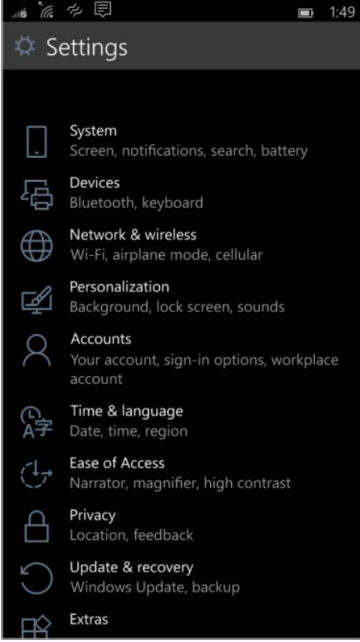 1:49
Settings
System
Screen, notifications, search, battery
Devices
Bluetooth, keyboard
Network & wireless
Wi-Fi, airplane mode, cellular
Personalization
Background, lock screen, sounds
Accounts
Your account, sign-in options, workplace
account
Time & language
Date, time, region
Ease of Access
Narrator, magnifier, high contrast
Privacy
Location, feedback
Update & recovery
Windows Update, backup
Extras